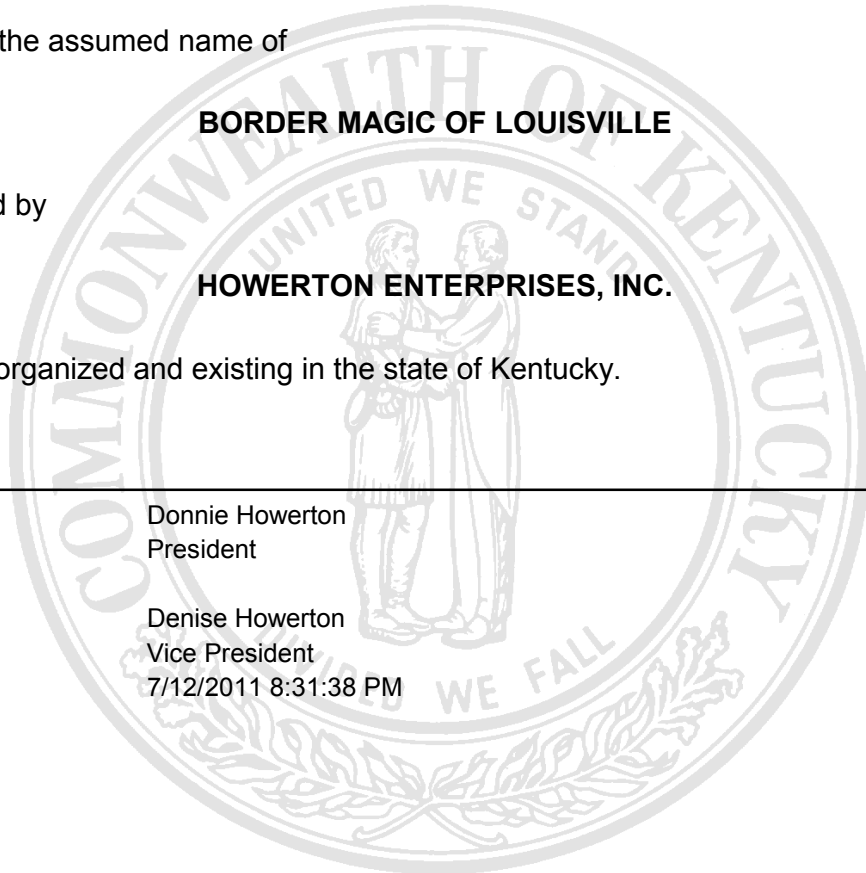 the assumed name of
BORDER MAGIC OF LOUISVILLE
d by
HOWERTON ENTERPRISES, INC.
organized and existing in the state of Kentucky.
Donnie Howerton
President
Denise Howerton
Vice President
7/12/2011 8:31:38 PM
COMMONWEALTH OF KENTUCKY
UNITED WE STAND
DIVIDED WE FALL